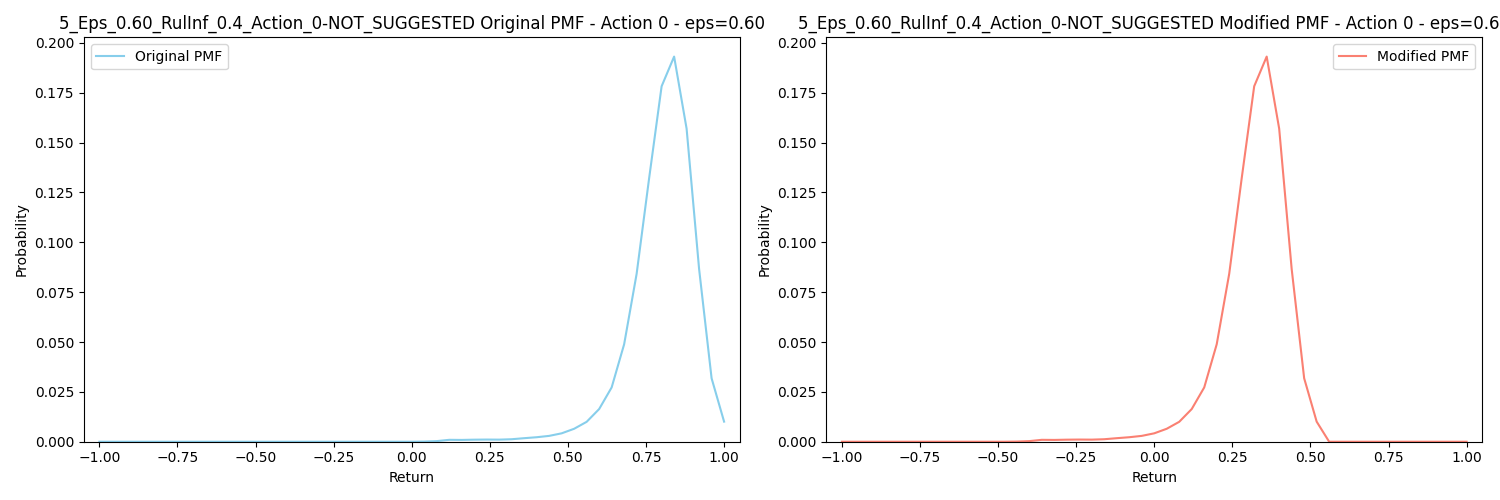 5_Eps_0.60_RulInf_0.4_Action_0-NOT_SUGGESTED Original PMF - Action 0 - eps=0.60
Original PMF
0.200
0.175
0.150
0.125
0.100
0.075
0.050
0.025
0.000
Probability
−1.00 −0.75 −0.50 −0.25 0.00 0.25 0.50 0.75 1.00
Return
5_Eps_0.60_RulInf_0.4_Action_0-NOT_SUGGESTED Modified PMF - Action 0 - eps=0.6
Modified PMF
0.200
0.175
0.150
0.125
0.100
0.075
0.050
0.025
0.000
Probability
−1.00 −0.75 −0.50 −0.25 0.00 0.25 0.50 0.75 1.00
Return